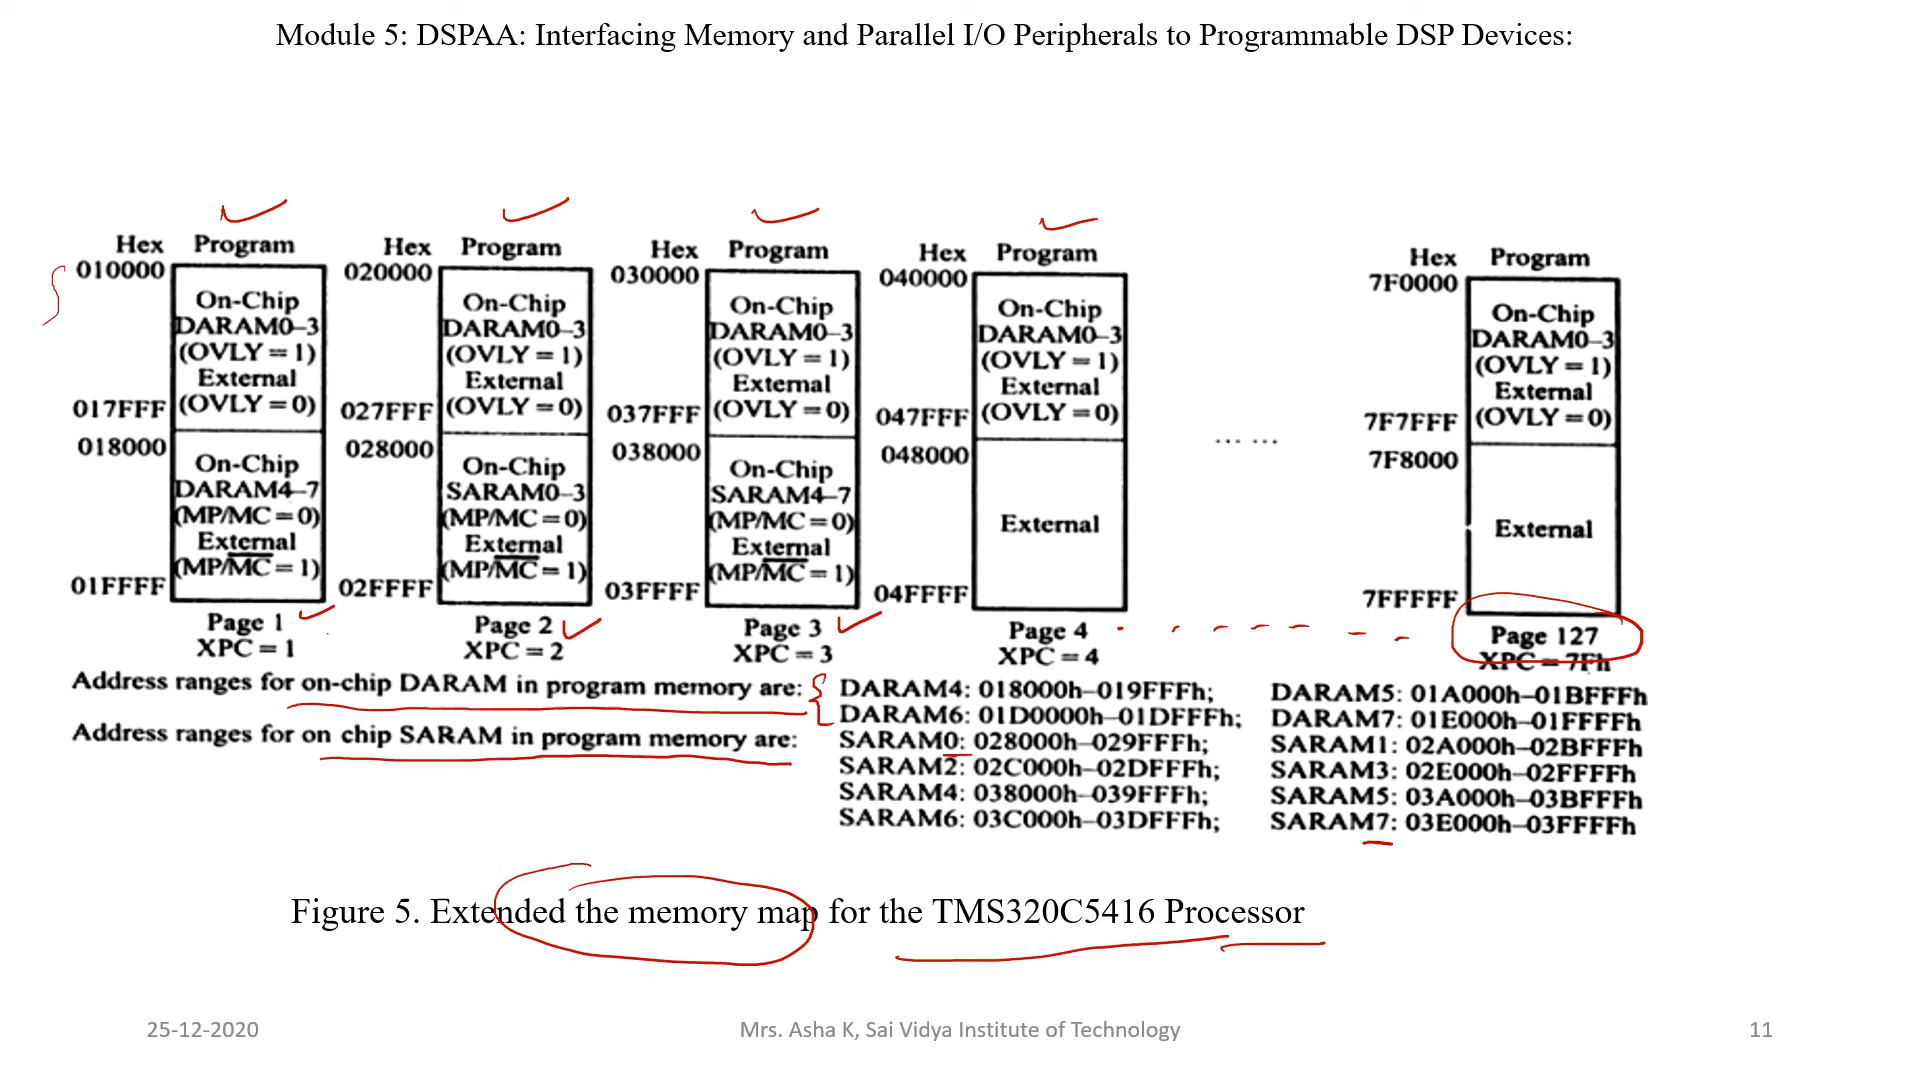 Module 5: DSPAA: Interfacing Memory and Parallel I/O Peripherals to Programmable DSP Devices:
Hex Program
010000
On-Chip
DARAM0–3
(OVLY = 1)
External
017FFF (OVLY = 0)
018000
On-Chip
DARAM4–7
(MP/MC = 0)
External
(MP/MC = 1)
01FFFF
Page 1
XPC = 1
Hex Program
020000
On-Chip
DARAM0–3
(OVLY = 1)
External
027FFF (OVLY = 0)
028000
On-Chip
SARAM0–3
(MP/MC = 0)
External
(MP/MC = 1)
02FFFF
Page 2
XPC = 2
Hex Program
030000
On-Chip
DARAM0–3
(OVLY = 1)
External
037FFF (OVLY = 0)
038000
On-Chip
SARAM4–7
(MP/MC = 0)
External
(MP/MC = 1)
03FFFF
Page 3
XPC = 3
Hex Program
040000
On-Chip
DARAM0–3
(OVLY = 1)
External
047FFF (OVLY = 0)
048000
External
04FFFF
Page 4
XPC = 4
... ...
Hex Program
7F0000
On-Chip
DARAM0–3
(OVLY = 1)
External
7F7FFF (OVLY = 0)
7F8000
External
7FFFFF
Page 127
XPC = 7Fh
Address ranges for on-chip DARAM in program memory are: DARAM4: 018000h–019FFFh; DARAM5: 01A000h–01BFFFh
DARAM6: 01D0000h–01DFFFh; DARAM7: 01E000h–01FFFFh
Address ranges for on chip SARAM in program memory are: SARAM0: 028000h–029FFFh; SARAM1: 02A000h–02BFFFh
SARAM2: 02C000h–02DFFFh; SARAM3: 02E000h–02FFFFh
SARAM4: 038000h–039FFFh; SARAM5: 03A000h–03BFFFh
SARAM6: 03C000h–03DFFFh; SARAM7: 03E000h–03FFFFh
Figure 5. Extended the memory map for the TMS320C5416 Processor
25-12-2020 Mrs. Asha K, Sai Vidya Institute of Technology 11